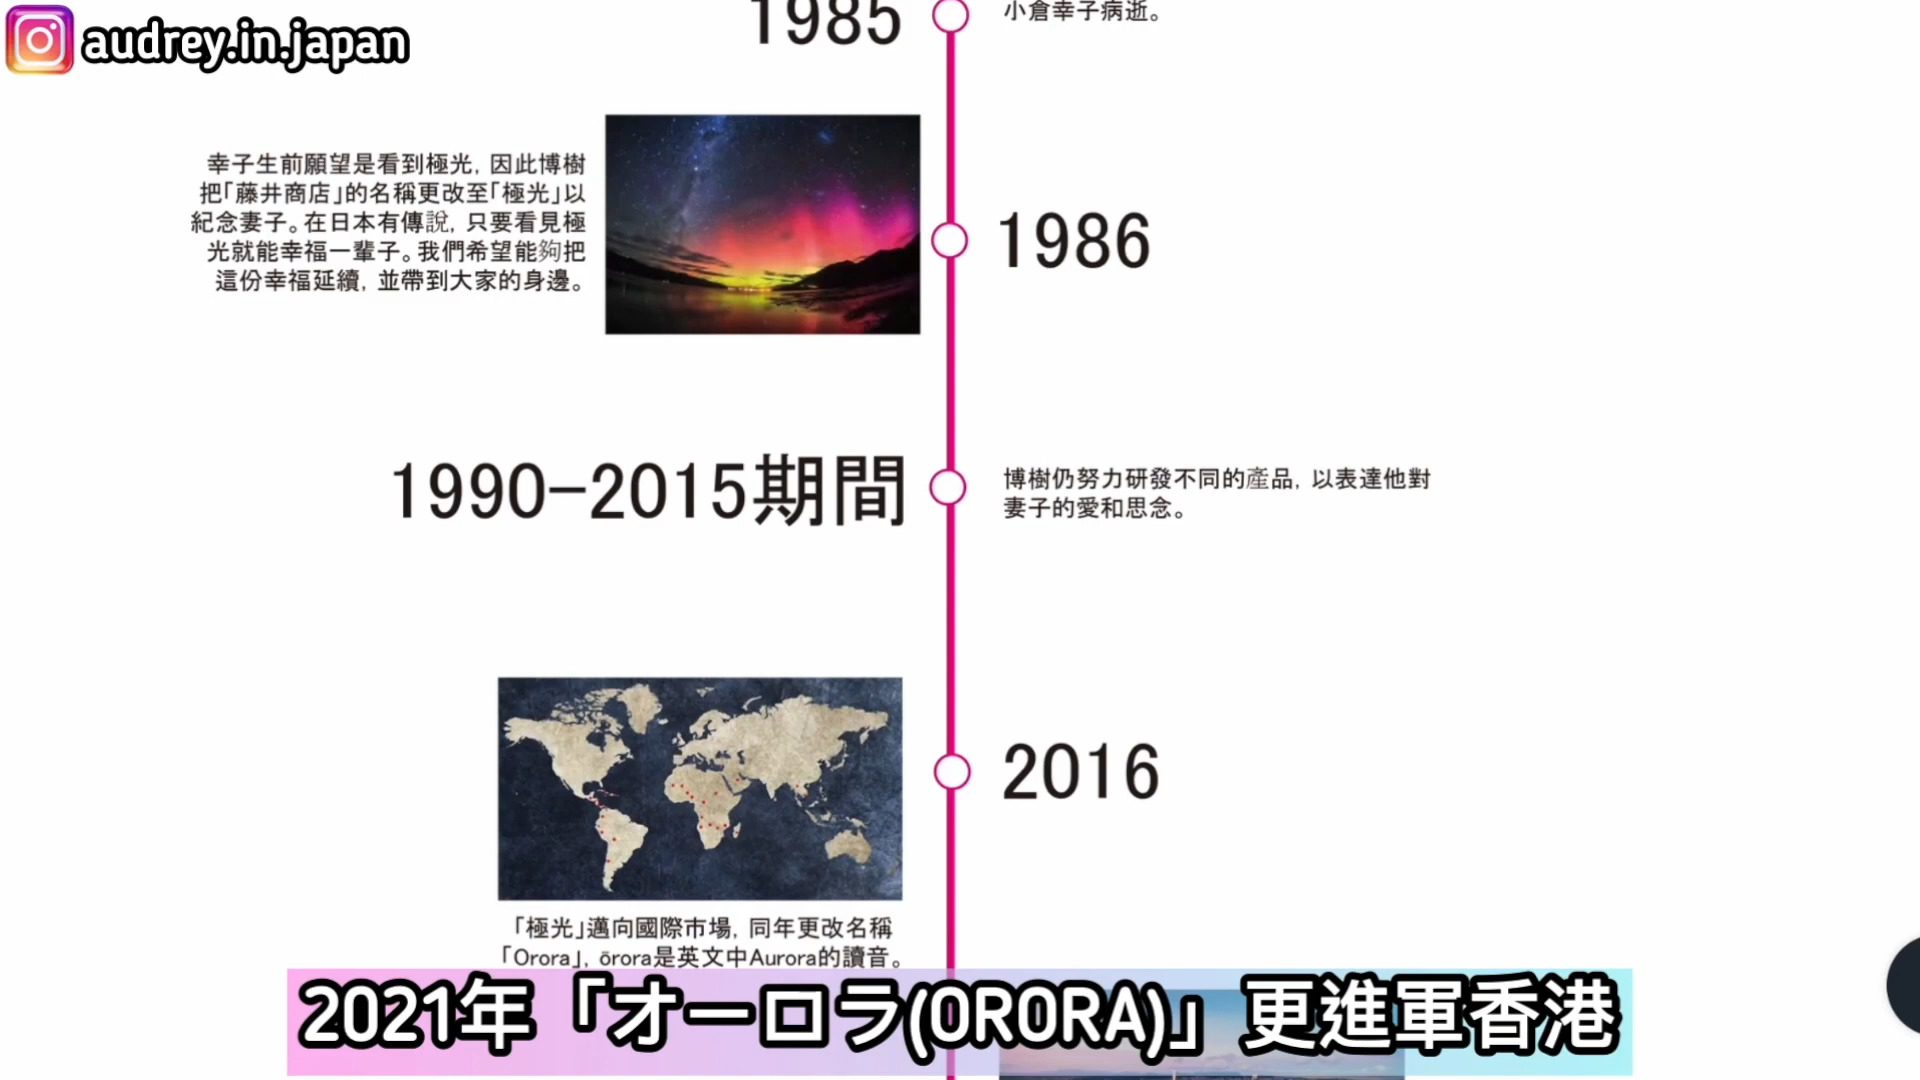 audrey.in.japan
1985
小倉幸子病逝。
幸子生前願望是看到極光，因此博樹
把「藤井商店」的名稱更改至「極光」以
紀念妻子。在日本有傳說，只要看見極
光就能幸福一輩子。我們希望能夠把
這份幸福延續，並帶到大家的身邊。
1986
1990-2015期間
博樹仍努力研發不同的產品，以表達他對
妻子的愛和思念。
2016
「極光」邁向國際市場，同年更改名稱
「Orora」，ōrora是英文中Aurora的讀音。
2021年「オーロラ(ORORA)」更進軍香港